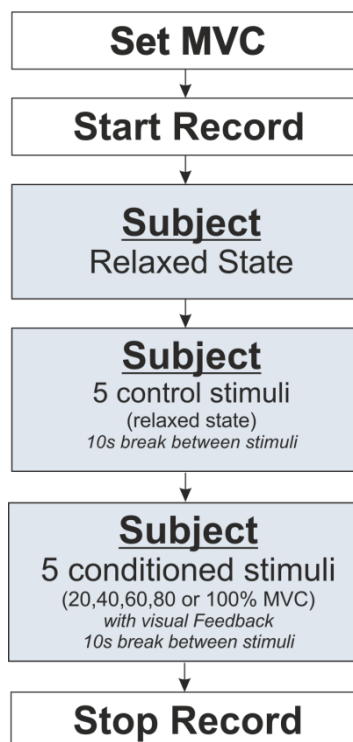 Set MVC
Start Record
Subject
Relaxed State
Subject
5 control stimuli
(relaxed state)
10s break between stimuli
Subject
5 conditioned stimuli
(20,40,60,80 or 100% MVC)
with visual Feedback
10s break between stimuli
Stop Record